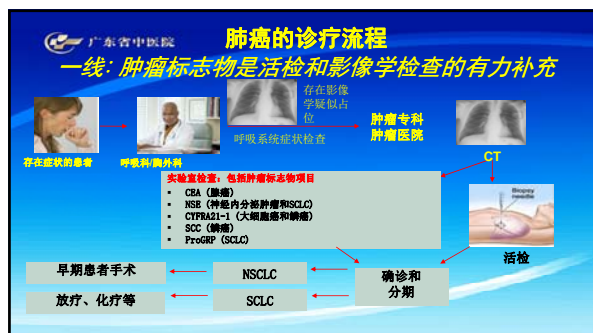 广东省中医院
肺癌的诊疗流程
一线: 肿瘤标志物是活检和影像学检查的有力补充
存在影像
学疑似占
位
呼吸系统症状检查
肿瘤专科
肿瘤医院
存在症状的患者
呼吸科/胸外科
CT
实验室检查: 包括肿瘤标志物项目
▪ CEA (腺癌)
▪ NSE (神经内分泌肿瘤和SCLC)
▪ CYFRA21-1 (大细胞癌和鳞癌)
▪ SCC (鳞癌)
▪ ProGRP (SCLC)
Biopsy
needle
活检
早期患者手术
NSCLC
确诊和
分期
放疗、化疗等
SCLC